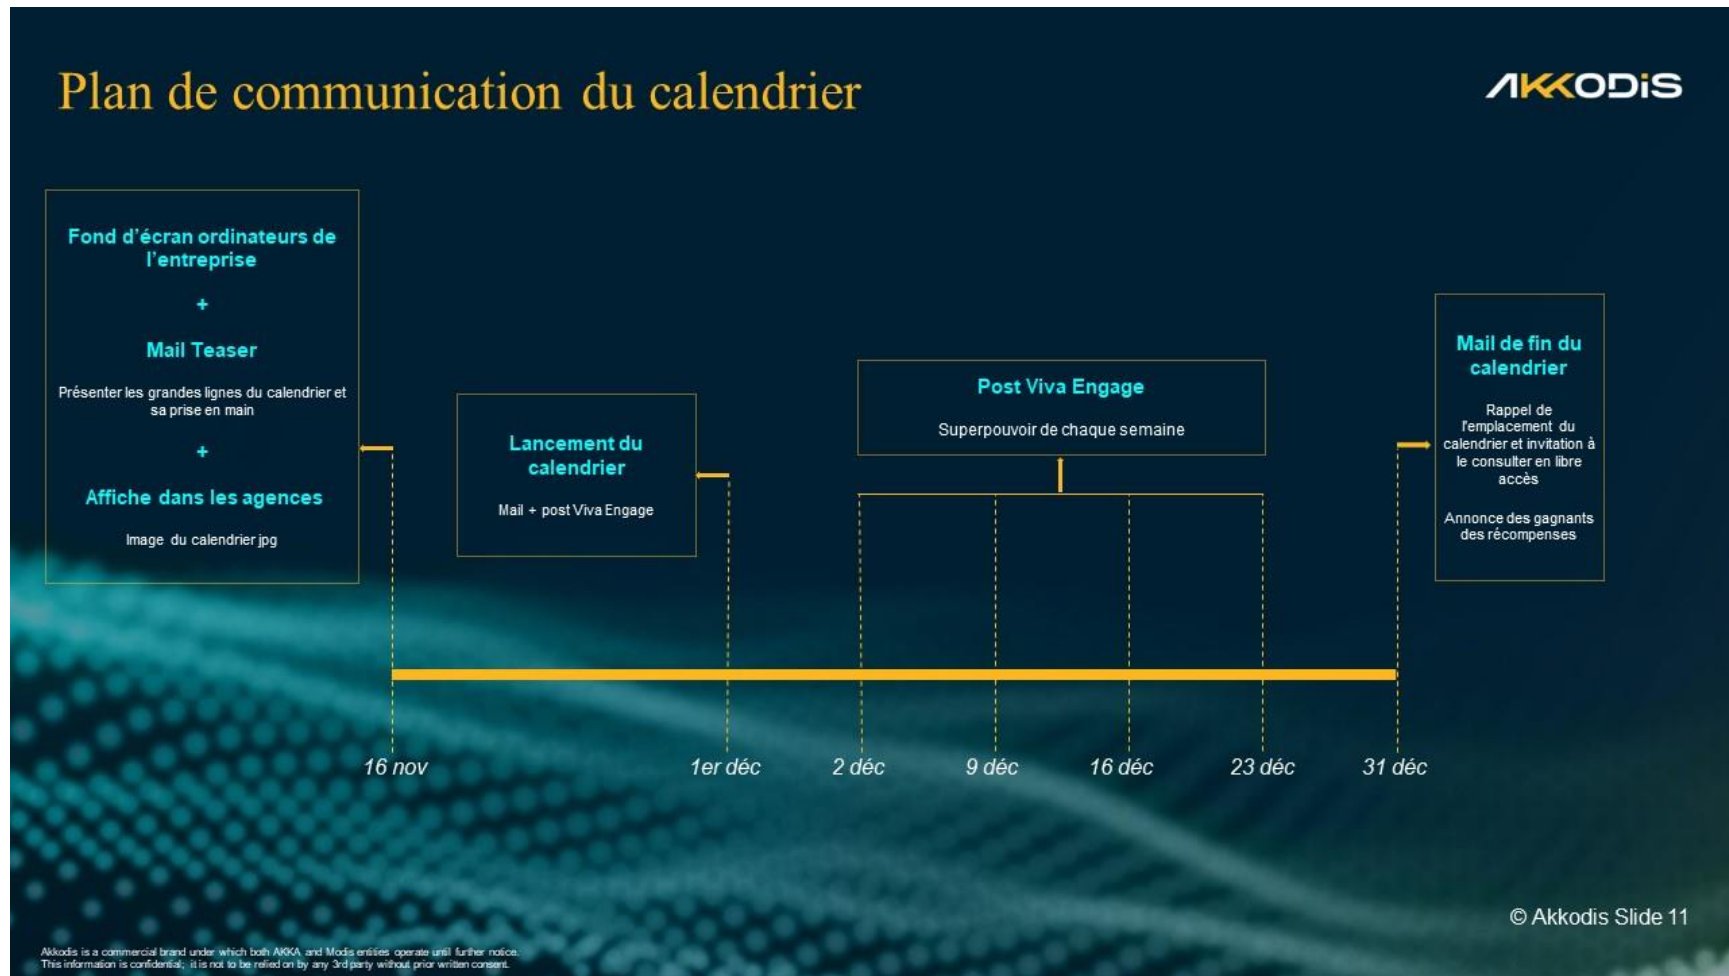 Plan de communication du calendrier
AKKODiS
Fond d'écran ordinateurs de
l'entreprise
+
Mail Teaser
Présenter les grandes lignes du calendrier et
sa prise en main
+
Affiche dans les agences
Image du calendrier jpg
Lancement du
calendrier
Mail + post Viva Engage
Post Viva Engage
Superpouvoir de chaque semaine
Mail de fin du
calendrier
Rappel de
l'emplacement du
calendrier et invitation à
le consulter en libre
accès
Annonce des gagnants
des récompenses
16 nov
1er déc
2 déc
9 déc
16 déc
23 déc
31 déc
© Akkodis Slide 11
Akkodis is a commercial brand under which both AKKA and Modis entities operate until further notice.
This information is confidential; it is not to be relied on by any 3rd party without prior written consent.